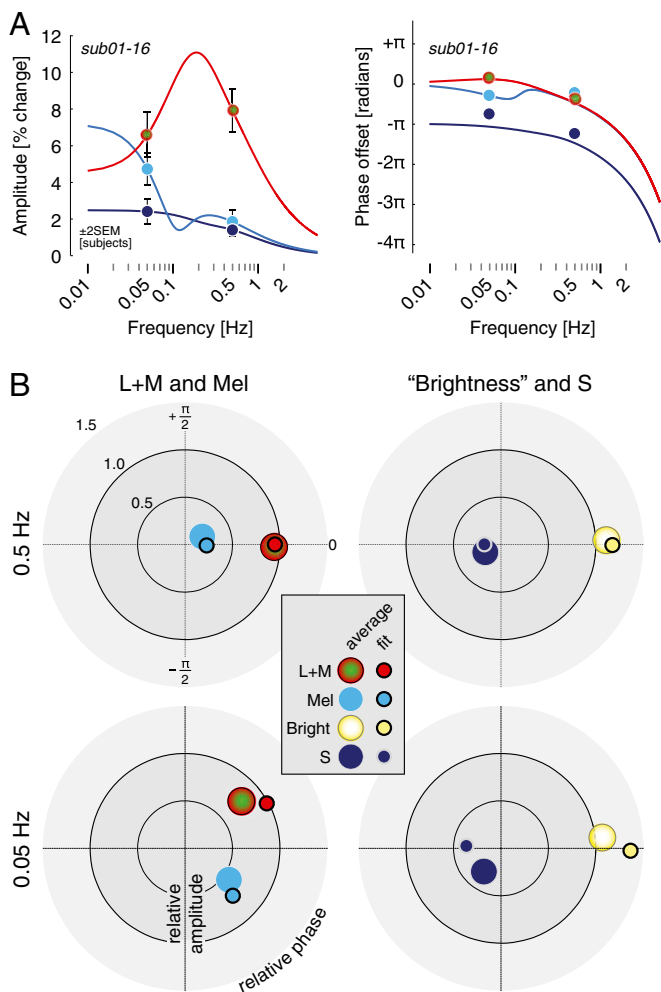 A
sub01-16
Amplitude [% change]
12
10
8
6
4
2
0
±2SEM
[subjects]
0.01
0.05
0.1
0.5
1
2
Frequency [Hz]
sub01-16
Phase offset [radians]
+π
0
-π
-2π
-3π
-4π
0.01
0.05
0.1
0.5
1
2
Frequency [Hz]
B
L+M and Mel
“Brightness” and S
0.5 Hz
1.5
1.0
0.5
+ π/2
0
- π/2
average
fit
L+M
Mel
Bright
S
0.05 Hz
relative
amplitude
relative phase